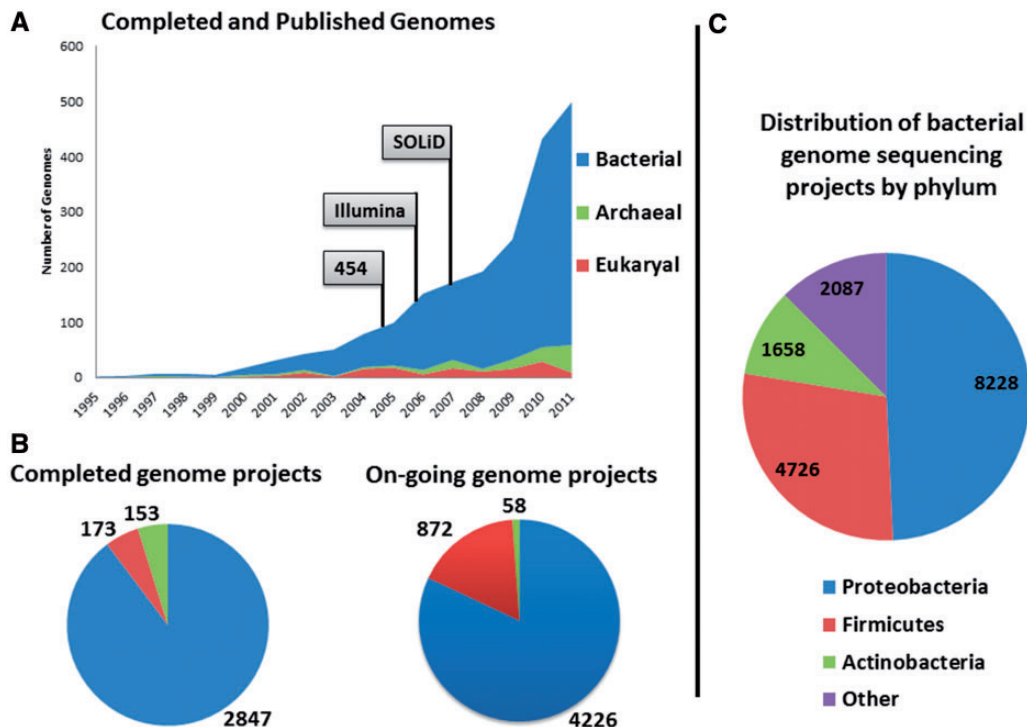 A
Completed and Published Genomes
600
500
400
300
200
100
0
Number of Genomes
454
Illumina
SOLiD
Bacterial
Archaeal
Eukaryal
1995
1996
1997
1998
1999
2000
2001
2002
2003
2004
2005
2006
2007
2008
2009
2010
2011
B
Completed genome projects
173
153
2847
On-going genome projects
872
58
4226
C
Distribution of bacterial
genome sequencing
projects by phylum
2087
1658
8228
4726
Proteobacteria
Firmicutes
Actinobacteria
Other